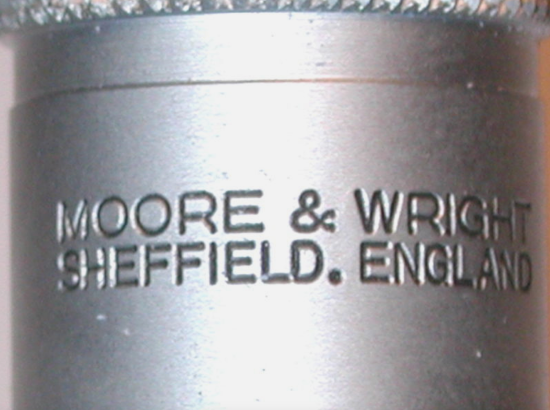 MOORE & WRIGHT
SHEFFIELD. ENGLAND